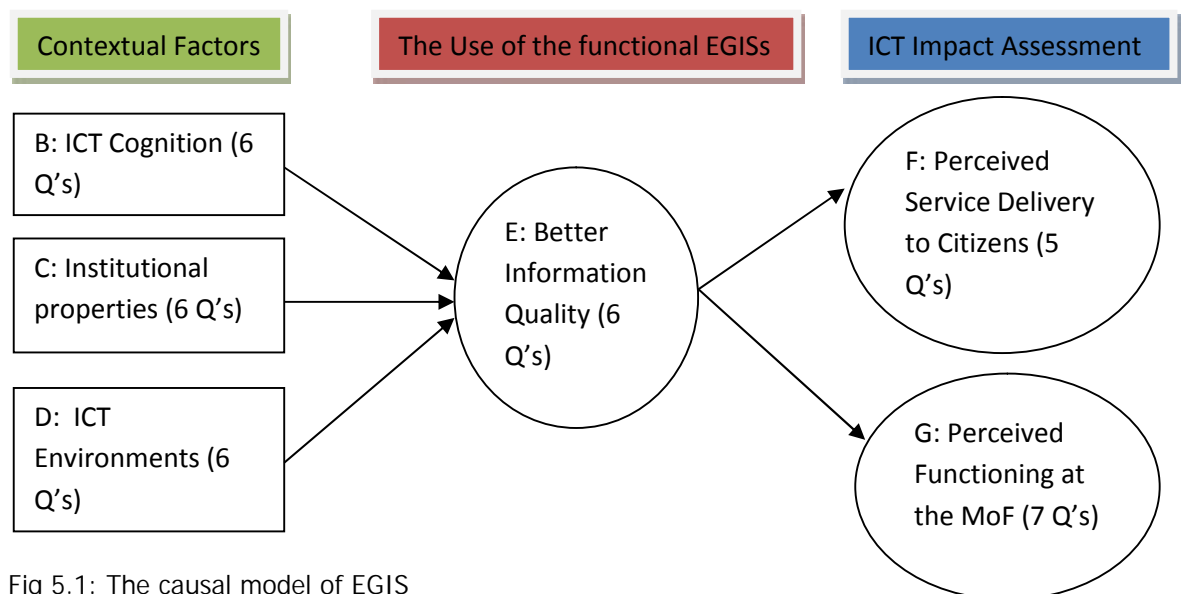 Contextual Factors
The Use of the functional EGISs
ICT Impact Assessment
B: ICT Cognition (6
Q’s)
C: Institutional
properties (6 Q’s)
D:  ICT
Environments (6
Q’s)
E: Better
Information
Quality (6
Q’s)
F: Perceived
Service Delivery
to Citizens (5
Q’s)
G: Perceived
Functioning at
the MoF (7 Q’s)
Fig 5.1: The causal model of EGIS